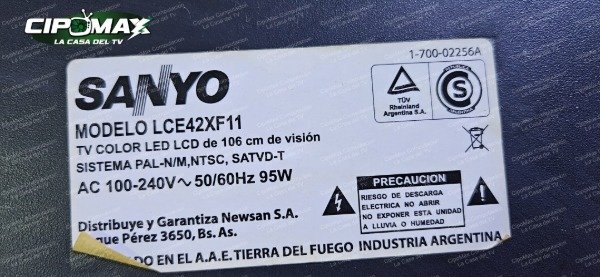 CIPOMAX
LA CASA DEL TV
1-700-02256A
SANYO
MODELO LCE42XF11
TV COLOR LED LCD de 106 cm de visión
SISTEMA PAL-N/M,NTSC, SATVD-T
AC 100-240V~ 50/60Hz 95W
TÜV
Rheinland
Argentina S.A.
S
Distribuye y Garantiza Newsan S.A.
que Pérez 3650, Bs. As.
DO EN EL A.A.E. TIERRA DEL FUEGO INDUSTRIA ARGENTINA
PRECAUCION
RIESGO DE DESCARGA
ELECTRICA NO ABRIR
NO EXPONER ESTA UNIDAD
A LLUVIA O HUMEDAD